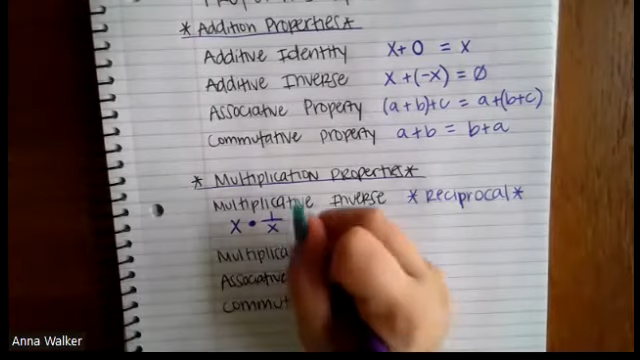 * Addition Properties *
Additive Identity x + 0 = x
Additive Inverse x + (-x) = 0
Associative Property (a+b)+c = a+(b+c)
Commutative Property a+b = b+a
* Multiplication Properties *
Multiplicative Inverse * Reciprocal *
x • 1/x
Anna Walker